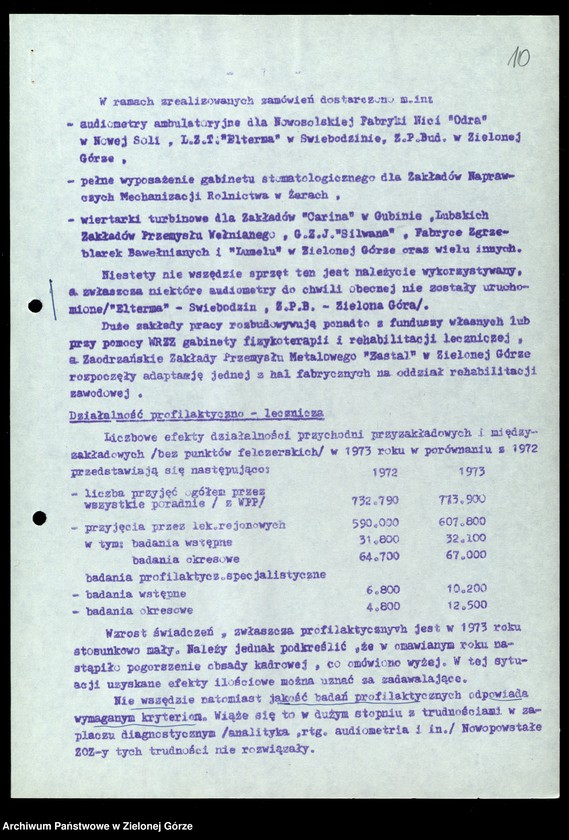 10
W ramach zrealizowanych zamówień dostarczono m.inz
- audiometry ambulatoryjne dla Nowosolskiej Fabryki Nici "Odra"
w Nowej Soli , L.Z.T."Elterma" w Swiebodzinie, Z.P.Bud. w Zielonej
Górze ,
- pełne wyposażenie gabinetu stomatologicznego dla Zakładów Napraw-
czych Mechanizacji Rolnictwa w Żarach ,
- wiertarki turbinowe dla Zakładów "Carina" w Gubinie ,Lubskich
Zakładów Przemysłu Wełnianego , G.Z.J."Silwana" , Fabryce Zgrze-
blarek Bawełnianych i "Lumelu" w Zielonej Górze oraz wielu innych.
Niestety nie wszędzie sprzęt ten jest należycie wykorzystywany,
a zwłaszcza niektóre audiometry do chwili obecnej nie zostały urucho-
mione/"Elterma" - Swiebodzin , Z.P.B. - Zielona Góra/.
Duże zakłady pracy rozbudowywują ponadto z funduszy własnych lub
przy pomocy WRZZ gabinety fizykoterapii i rehabilitacji leczniczej ,
a Zaodrzańskie Zakłady Przemysłu Metalowego "Zastal" w Zielonej Górze
rozpoczęły adaptację jednej z hal fabrycznych na oddział rehabilitacji
zawodowej .
Działalność profilaktyczno - lecznicza
Liczbowe efekty działalności przychodni przyzakładowych i między-
zakładowych /bez punktów felczerskich/ w 1973 roku w porównaniu z 1972
przedstawiają się następująco: 1972 1973
- liczba przyjęć ogółem przez
wszystkie poradnie / z WPP/ 732.790 773.900
- przyjęcia przez lek.rejonowych 590.000 607.800
w tym: badania wstępne 31.800 32.100
badania okresowe 64.700 67.000
badania profilaktycz.specjalistyczne
- badania wstępne 6.800 10.200
- badania okresowe 4.800 12.500
Wzrost świadczeń , zwłaszcza profilaktycznych jest w 1973 roku
stosunkowo mały. Należy jednak podkreślić ,że w omawianym roku na-
stąpiło pogorszenie obsady kadrowej , co omówiono wyżej. W tej sytu-
acji uzyskane efekty ilościowe można uznać za zadawalające.
Nie wszędzie natomiast jakość badań profilaktycznych odpowiada
wymaganym kryteriom. Wiąże się to w dużym stopniu z trudnościami w za-
pleczu diagnostycznym /analityka ,rtg. audiometria i in./ Nowopowstałe
ZOZ-y tych trudności nie rozwiązały.
Archiwum Państwowe w Zielonej Górze